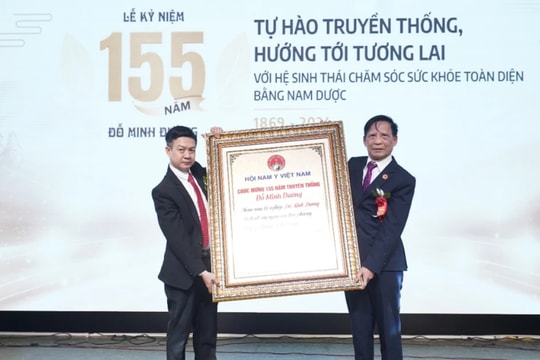 LỄ KỶ NIỆM
155
NĂM
ĐỖ MINH
TỰ HÀO TRUYỀN THỐNG,
HƯỚNG TỚI TƯƠNG LAI
VỚI HỆ SINH THÁI CHĂM SÓC SỨC KHỎE TOÀN DIỆN
BẰNG NAM DƯỢC
1869 -
HỘI NAM Y VIỆT NAM
CHÚC MỪNG 155 NĂM TRUYỀN THỐNG
Đỗ Minh Đường